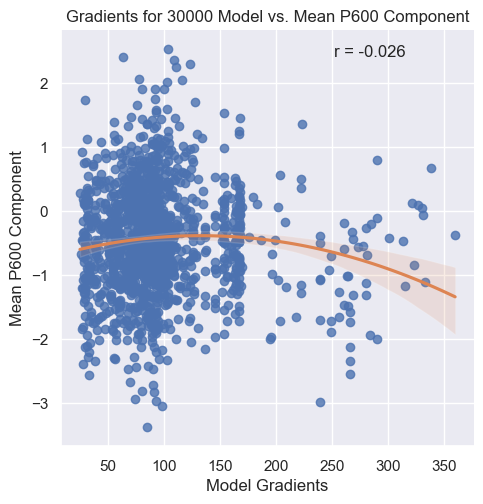 Gradients for 30000 Model vs. Mean P600 Component
r = -0.026
2
1
0
−1
−2
−3
Mean P600 Component
50 100 150 200 250 300 350
Model Gradients